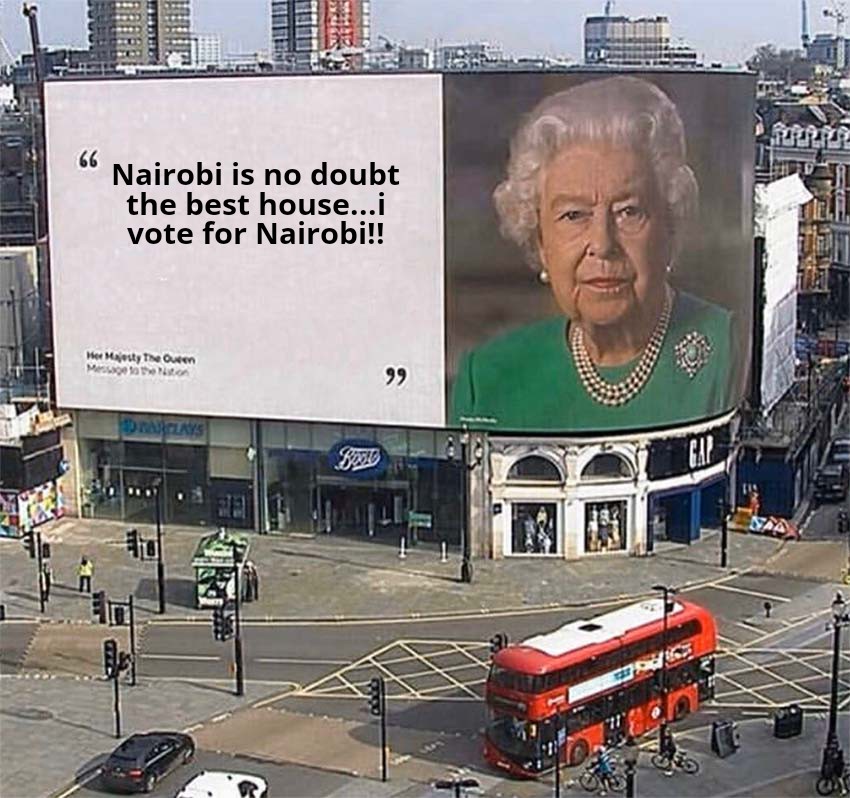 “ Nairobi is no doubt
the best house...i
vote for Nairobi!!
Her Majesty The Queen
Message to the Nation
”
BARCLAYS
Boots
GAP